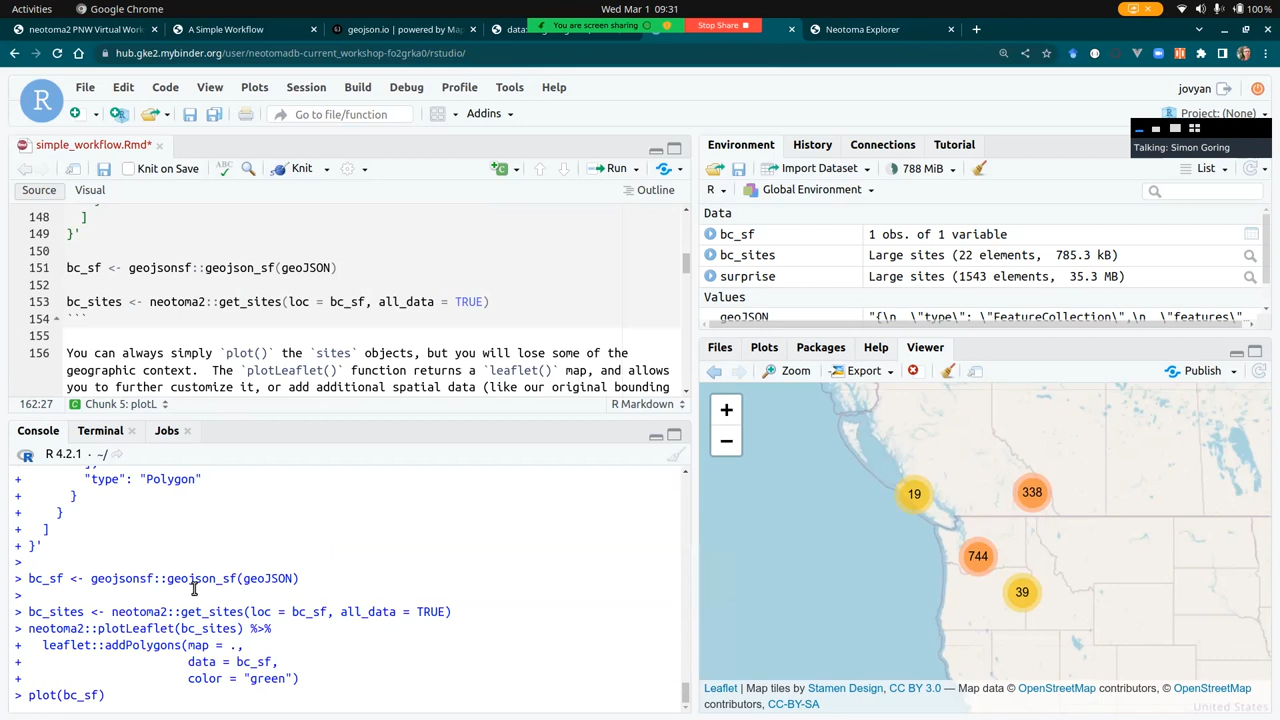 Activities
Google Chrome
Wed Mar 1 09:31
100 %
neotoma2 PNW Virtual Work
A Simple Workflow
geojson.io | powered by Map
You are screen sharing
Stop Share
Neotoma Explorer
hub.gke2.mybinder.org/user/neotomadb-current_workshop-fo2grka0/rstudio/
File Edit Code View Plots Session Build Debug Profile Tools Help
jovyan
Go to file/function
Addins
Project: (None)
Talking: Simon Goring
simple_workflow.Rmd*
Knit on Save
ABC
Knit
Run
Source
Visual
Outline
148 ]
149 }'
150
151 bc_sf <- geojsonsf::geojson_sf(geoJSON)
152
153 bc_sites <- neotoma2::get_sites(loc = bc_sf, all_data = TRUE)
154 ```
155
156 You can always simply `plot()` the `sites` objects, but you will lose some of the
geographic context.  The `plotLeaflet()` function returns a `leaflet()` map, and allows
you to further customize it, or add additional spatial data (like our original bounding
162:27
Chunk 5: plotL
R Markdown
Console
Terminal
Jobs
R 4.2.1 · ~/
+ "type": "Polygon"
+ }
+ }
+ ]
+ }'
>
> bc_sf <- geojsonsf::geojson_sf(geoJSON)
>
> bc_sites <- neotoma2::get_sites(loc = bc_sf, all_data = TRUE)
> neotoma2::plotLeaflet(bc_sites) %>%
+ leaflet::addPolygons(map = .,
+ data = bc_sf,
+ color = "green")
> plot(bc_sf)
Environment
History
Connections
Tutorial
Import Dataset
788 MiB
List
R
Global Environment
Data
bc_sf 1 obs. of 1 variable
bc_sites Large sites (22 elements, 785.3 kB)
surprise Large sites (1543 elements, 35.3 MB)
Values
geoJSON "{\n \"type\": \"FeatureCollection\",\n \"features\"…
Files
Plots
Packages
Help
Viewer
Zoom
Export
Publish
+
−
19
338
744
39
Leaflet | Map tiles by Stamen Design, CC BY 3.0 — Map data © OpenStreetMap contributors, © OpenStreetMap
contributors, CC-BY-SA
United States